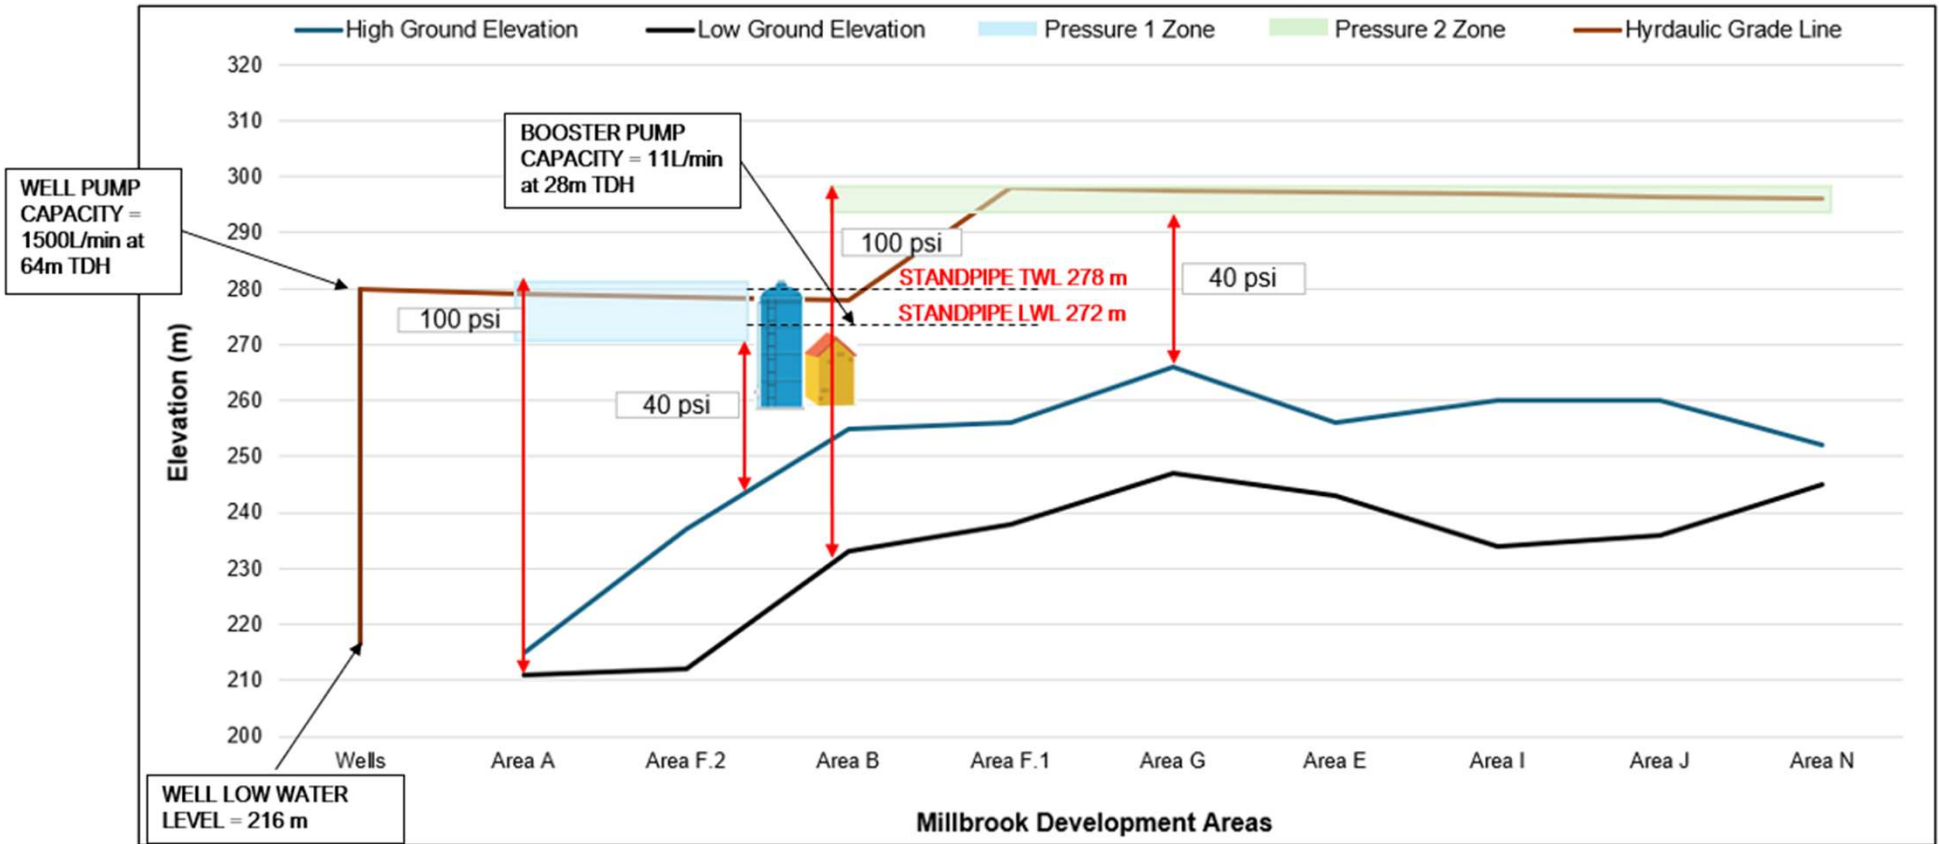 High Ground Elevation
Low Ground Elevation
Pressure 1 Zone
Pressure 2 Zone
Hyrdaulic Grade Line
320
310
300
290
280
270
260
250
240
230
220
210
200
Elevation (m)
WELL PUMP
CAPACITY =
1500L/min at
64m TDH
BOOSTER PUMP
CAPACITY = 11L/min
at 28m TDH
100 psi
STANDPIPE TWL 278 m
40 psi
100 psi
STANDPIPE LWL 272 m
40 psi
Wells
Area A
Area F.2
Area B
Area F.1
Area G
Area E
Area I
Area J
Area N
WELL LOW WATER
LEVEL = 216 m
Millbrook Development Areas